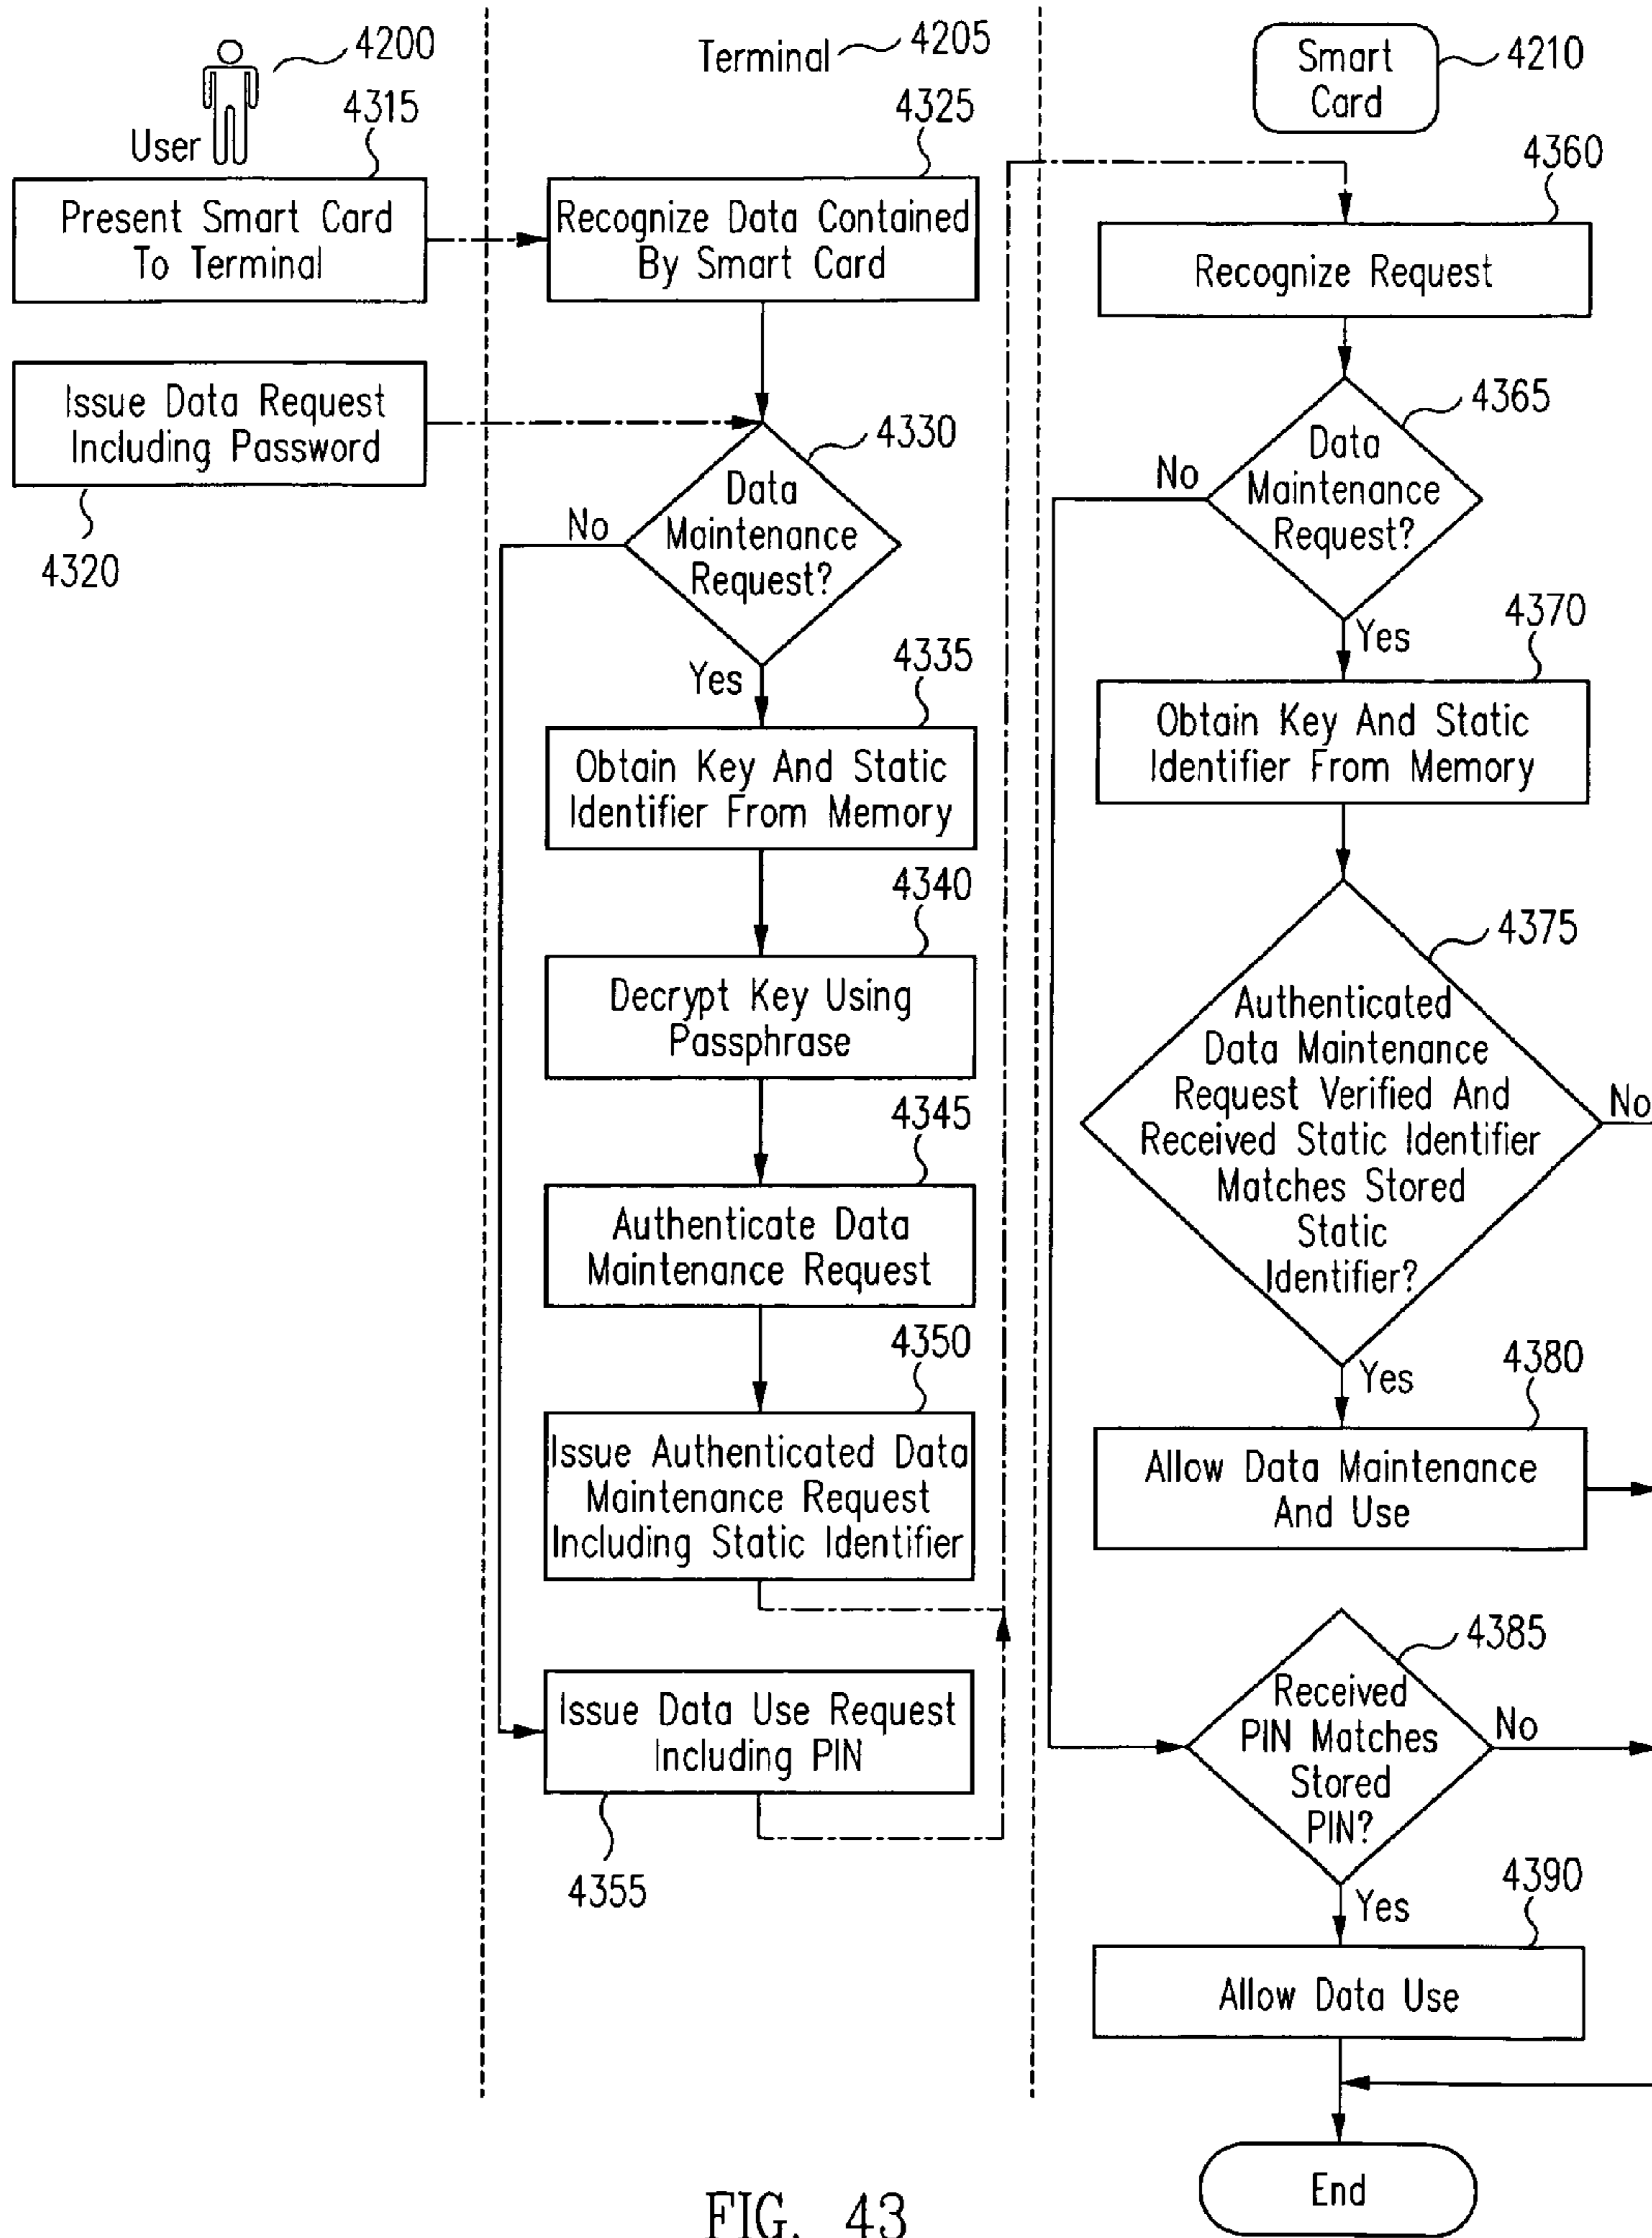 4200
User
4315
Present Smart Card
To Terminal
Issue Data Request
Including Password
4320
Terminal
4205
4325
Recognize Data Contained
By Smart Card
4330
Data
Maintenance
Request?
No
Yes
4335
Obtain Key And Static
Identifier From Memory
4340
Decrypt Key Using
Passphrase
4345
Authenticate Data
Maintenance Request
4350
Issue Authenticated Data
Maintenance Request
Including Static Identifier
Issue Data Use Request
Including PIN
4355
Smart
Card
4210
4360
Recognize Request
4365
Data
Maintenance
Request?
No
Yes
4370
Obtain Key And Static
Identifier From Memory
4375
Authenticated
Data Maintenance
Request Verified And
Received Static Identifier
Matches Stored
Static
Identifier?
No
Yes
4380
Allow Data Maintenance
And Use
4385
Received
PIN Matches
Stored
PIN?
No
Yes
4390
Allow Data Use
End
FIG. 43